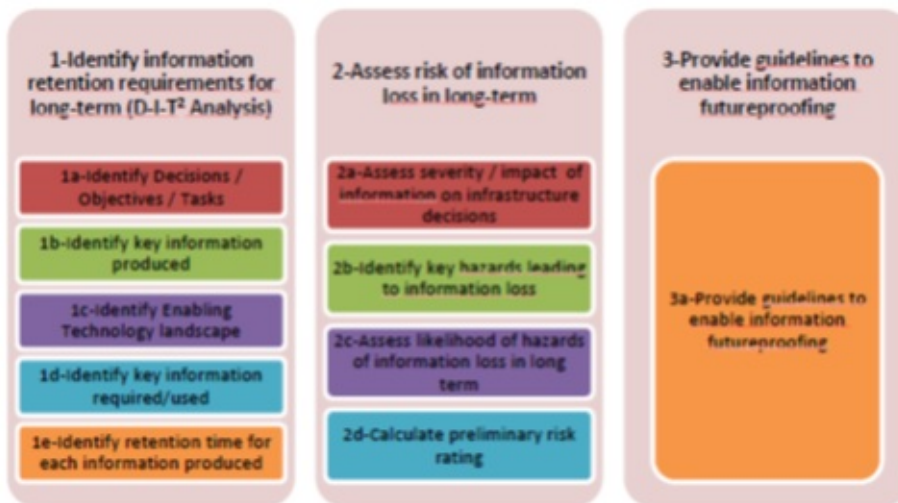 1-Identify information
retention requirements for
long-term (D-I-T² Analysis)
1a-Identify Decisions /
Objectives / Tasks
1b-Identify key information
produced
1c-Identify Enabling
Technology landscape
1d-Identify key information
required/used
1e-Identify retention time for
each information produced
2-Assess risk of information
loss in long-term
2a-Assess severity / impact of
information on infrastructure
decisions
2b-Identify key hazards leading
to information loss
2c-Assess likelihood of hazards
of information loss in long
term
2d-Calculate preliminary risk
rating
3-Provide guidelines to
enable information
futureproofing
3a-Provide guidelines to
enable information
futureproofing